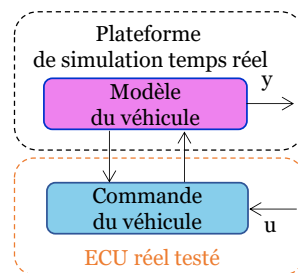 Plateforme
de simulation temps réel
Modèle
du véhicule
y
Commande
du véhicule
u
ECU réel testé